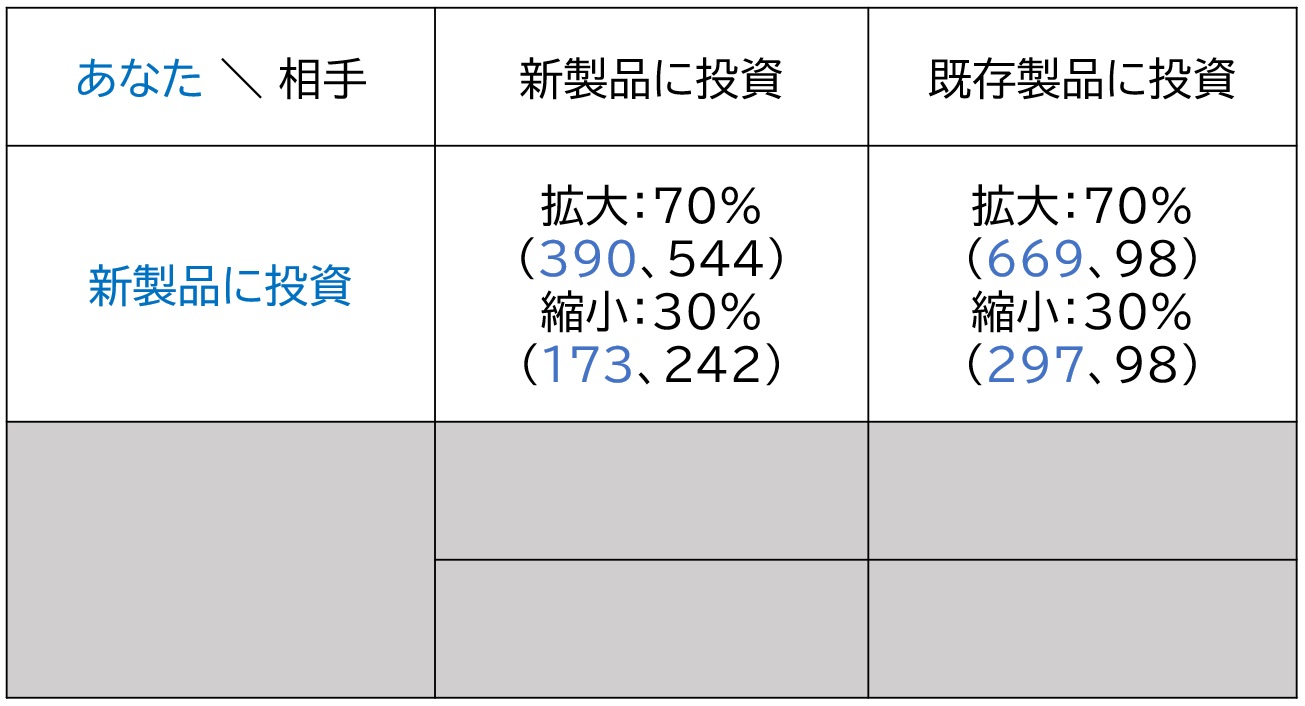 あなた ＼ 相手
新製品に投資
既存製品に投資
新製品に投資
拡大：70%
（390、544）
縮小：30%
（173、242）
拡大：70%
（669、98）
縮小：30%
（297、98）